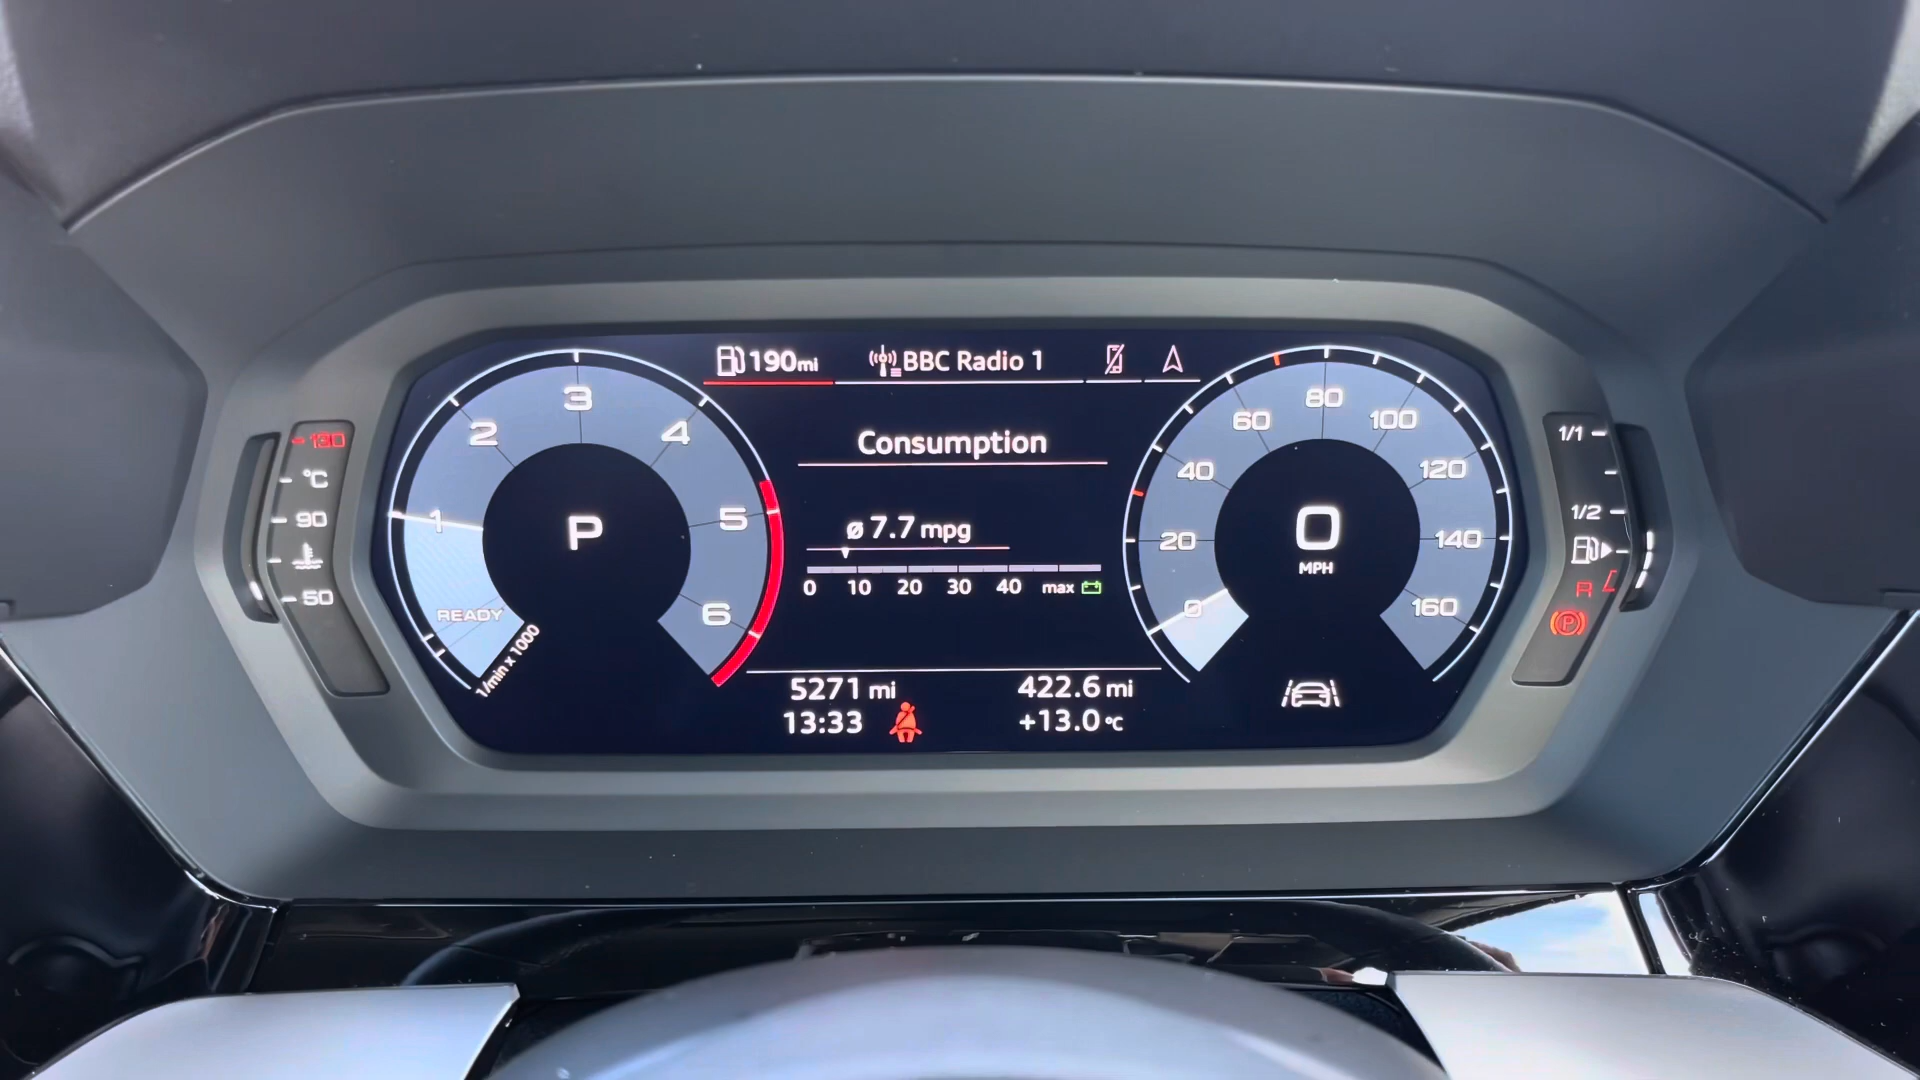 190mi
BBC Radio 1
Consumption
ø 7.7 mpg
0 10 20 30 40 max
5271 mi
422.6 mi
13:33
+13.0 °C
130
°C
90
50
1
2
3
4
5
6
READY
1/min x 1000
P
0
20
40
60
80
100
120
140
160
0
MPH
1/1
1/2
R
P